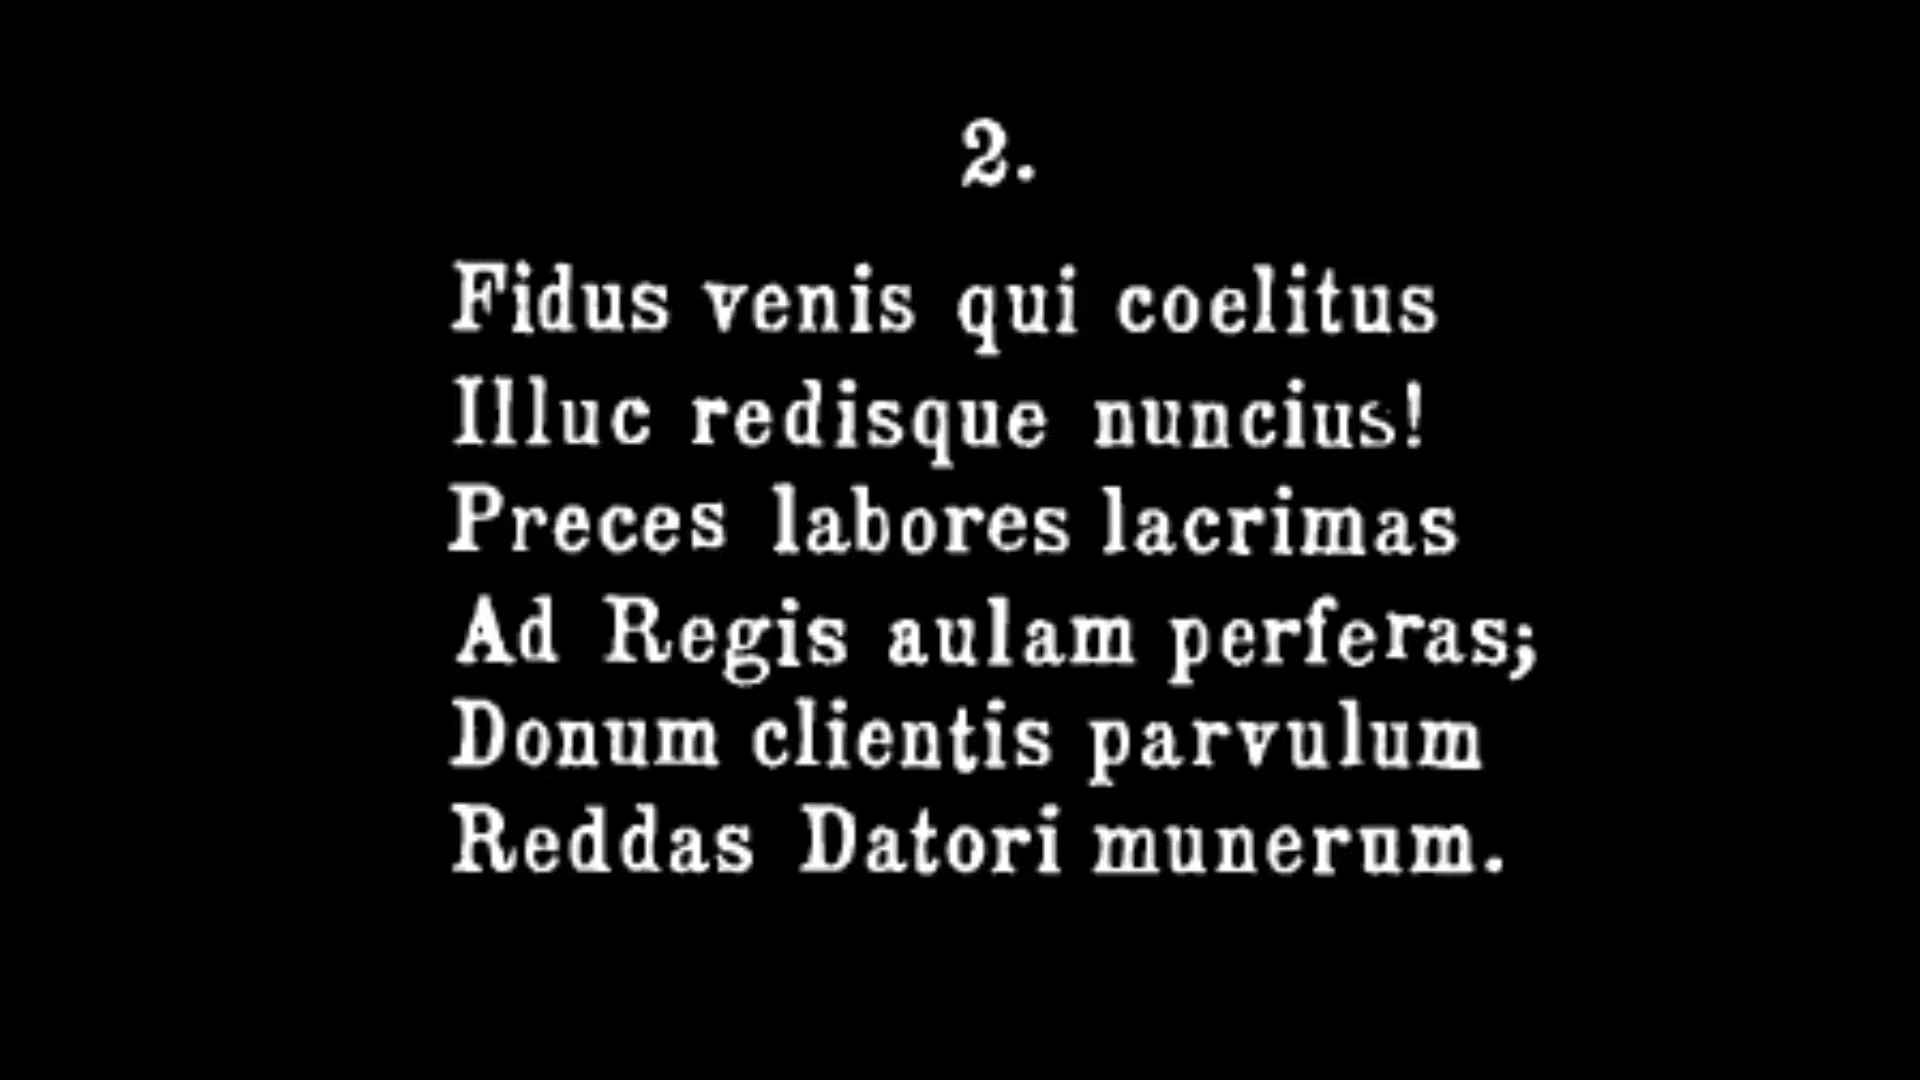 2.
Fidus venis qui coelitus
Illuc redisque nuncius!
Preces labores lacrimas
Ad Regis aulam perferas;
Donum clientis parvulum
Reddas Datori munerum.